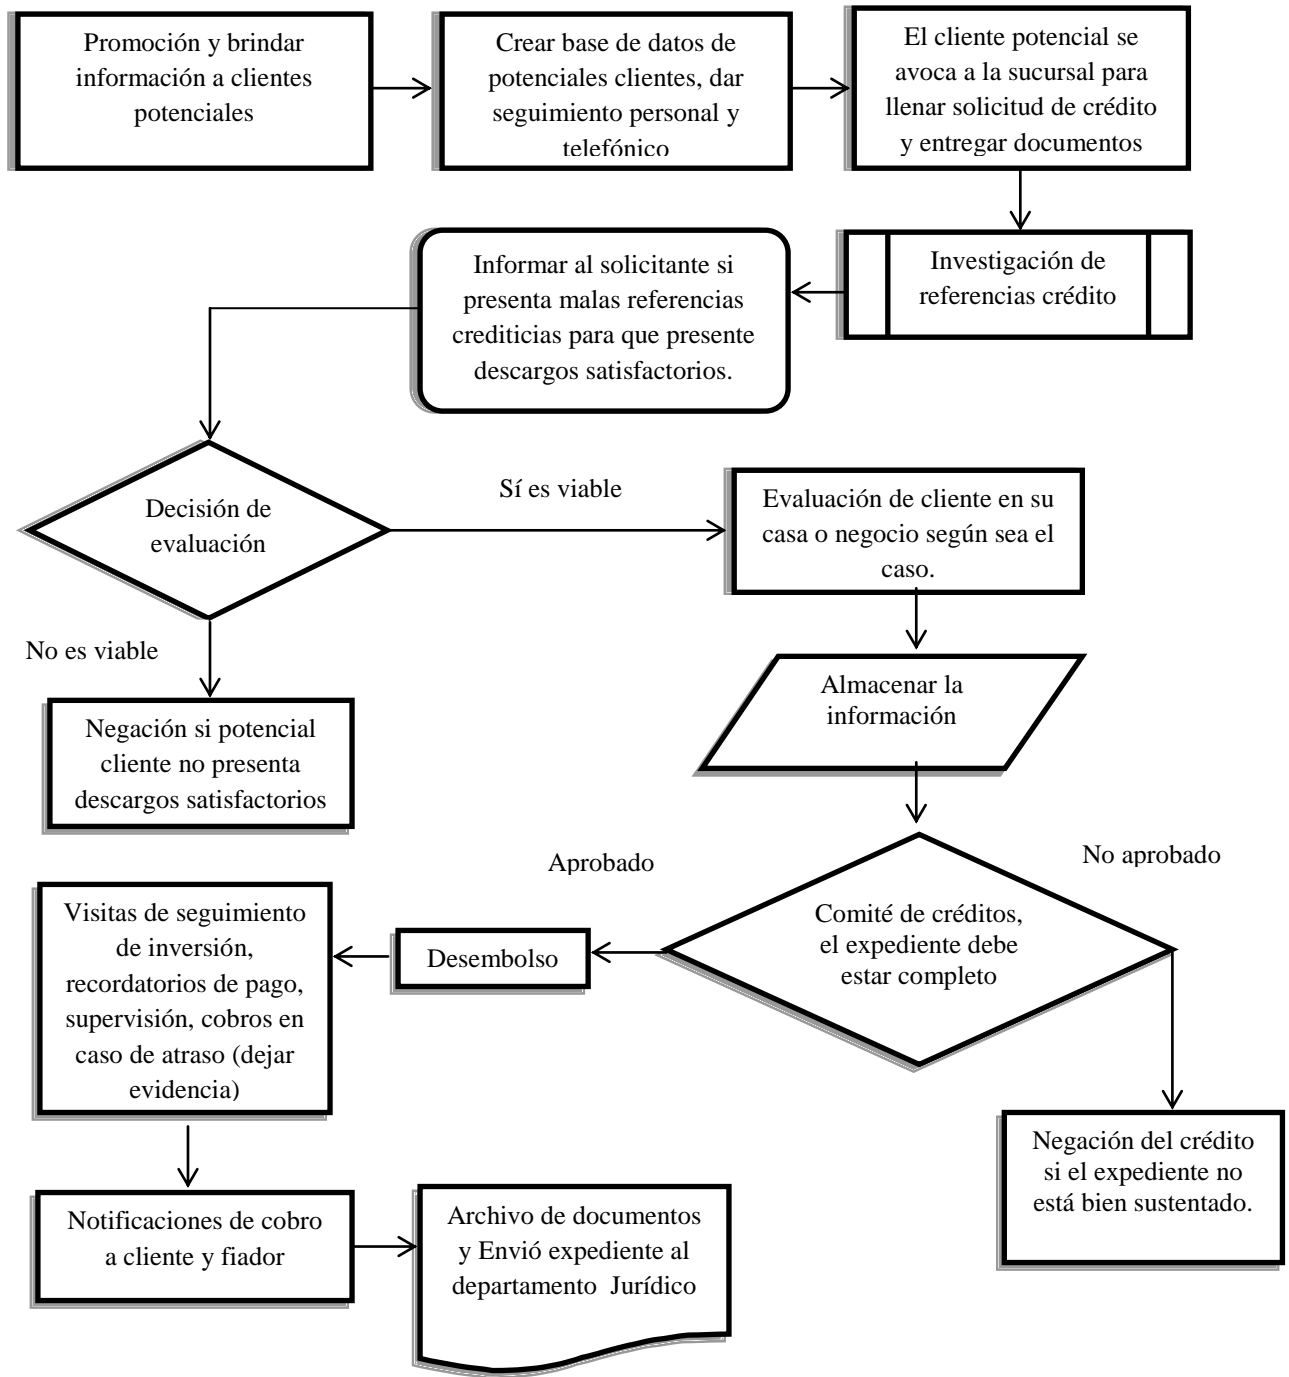 Promoción y brindar
información a clientes
potenciales
Crear base de datos de
potenciales clientes, dar
seguimiento personal y
telefónico
El cliente potencial se
avoca a la sucursal para
llenar solicitud de crédito
y entregar documentos
Investigación de
referencias crédito
Informar al solicitante si
presenta malas referencias
crediticias para que presente
descargos satisfactorios.
Decisión de
evaluación
Sí es viable
Evaluación de cliente en su
casa o negocio según sea el
caso.
No es viable
Negación si potencial
cliente no presenta
descargos satisfactorios
Almacenar la
información
Aprobado
No aprobado
Comité de créditos,
el expediente debe
estar completo
Desembolso
Visitas de seguimiento
de inversión,
recordatorios de pago,
supervisión, cobros en
caso de atraso (dejar
evidencia)
Negación del crédito
si el expediente no
está bien sustentado.
Notificaciones de cobro
a cliente y fiador
Archivo de documentos
y Envió expediente al
departamento  Jurídico